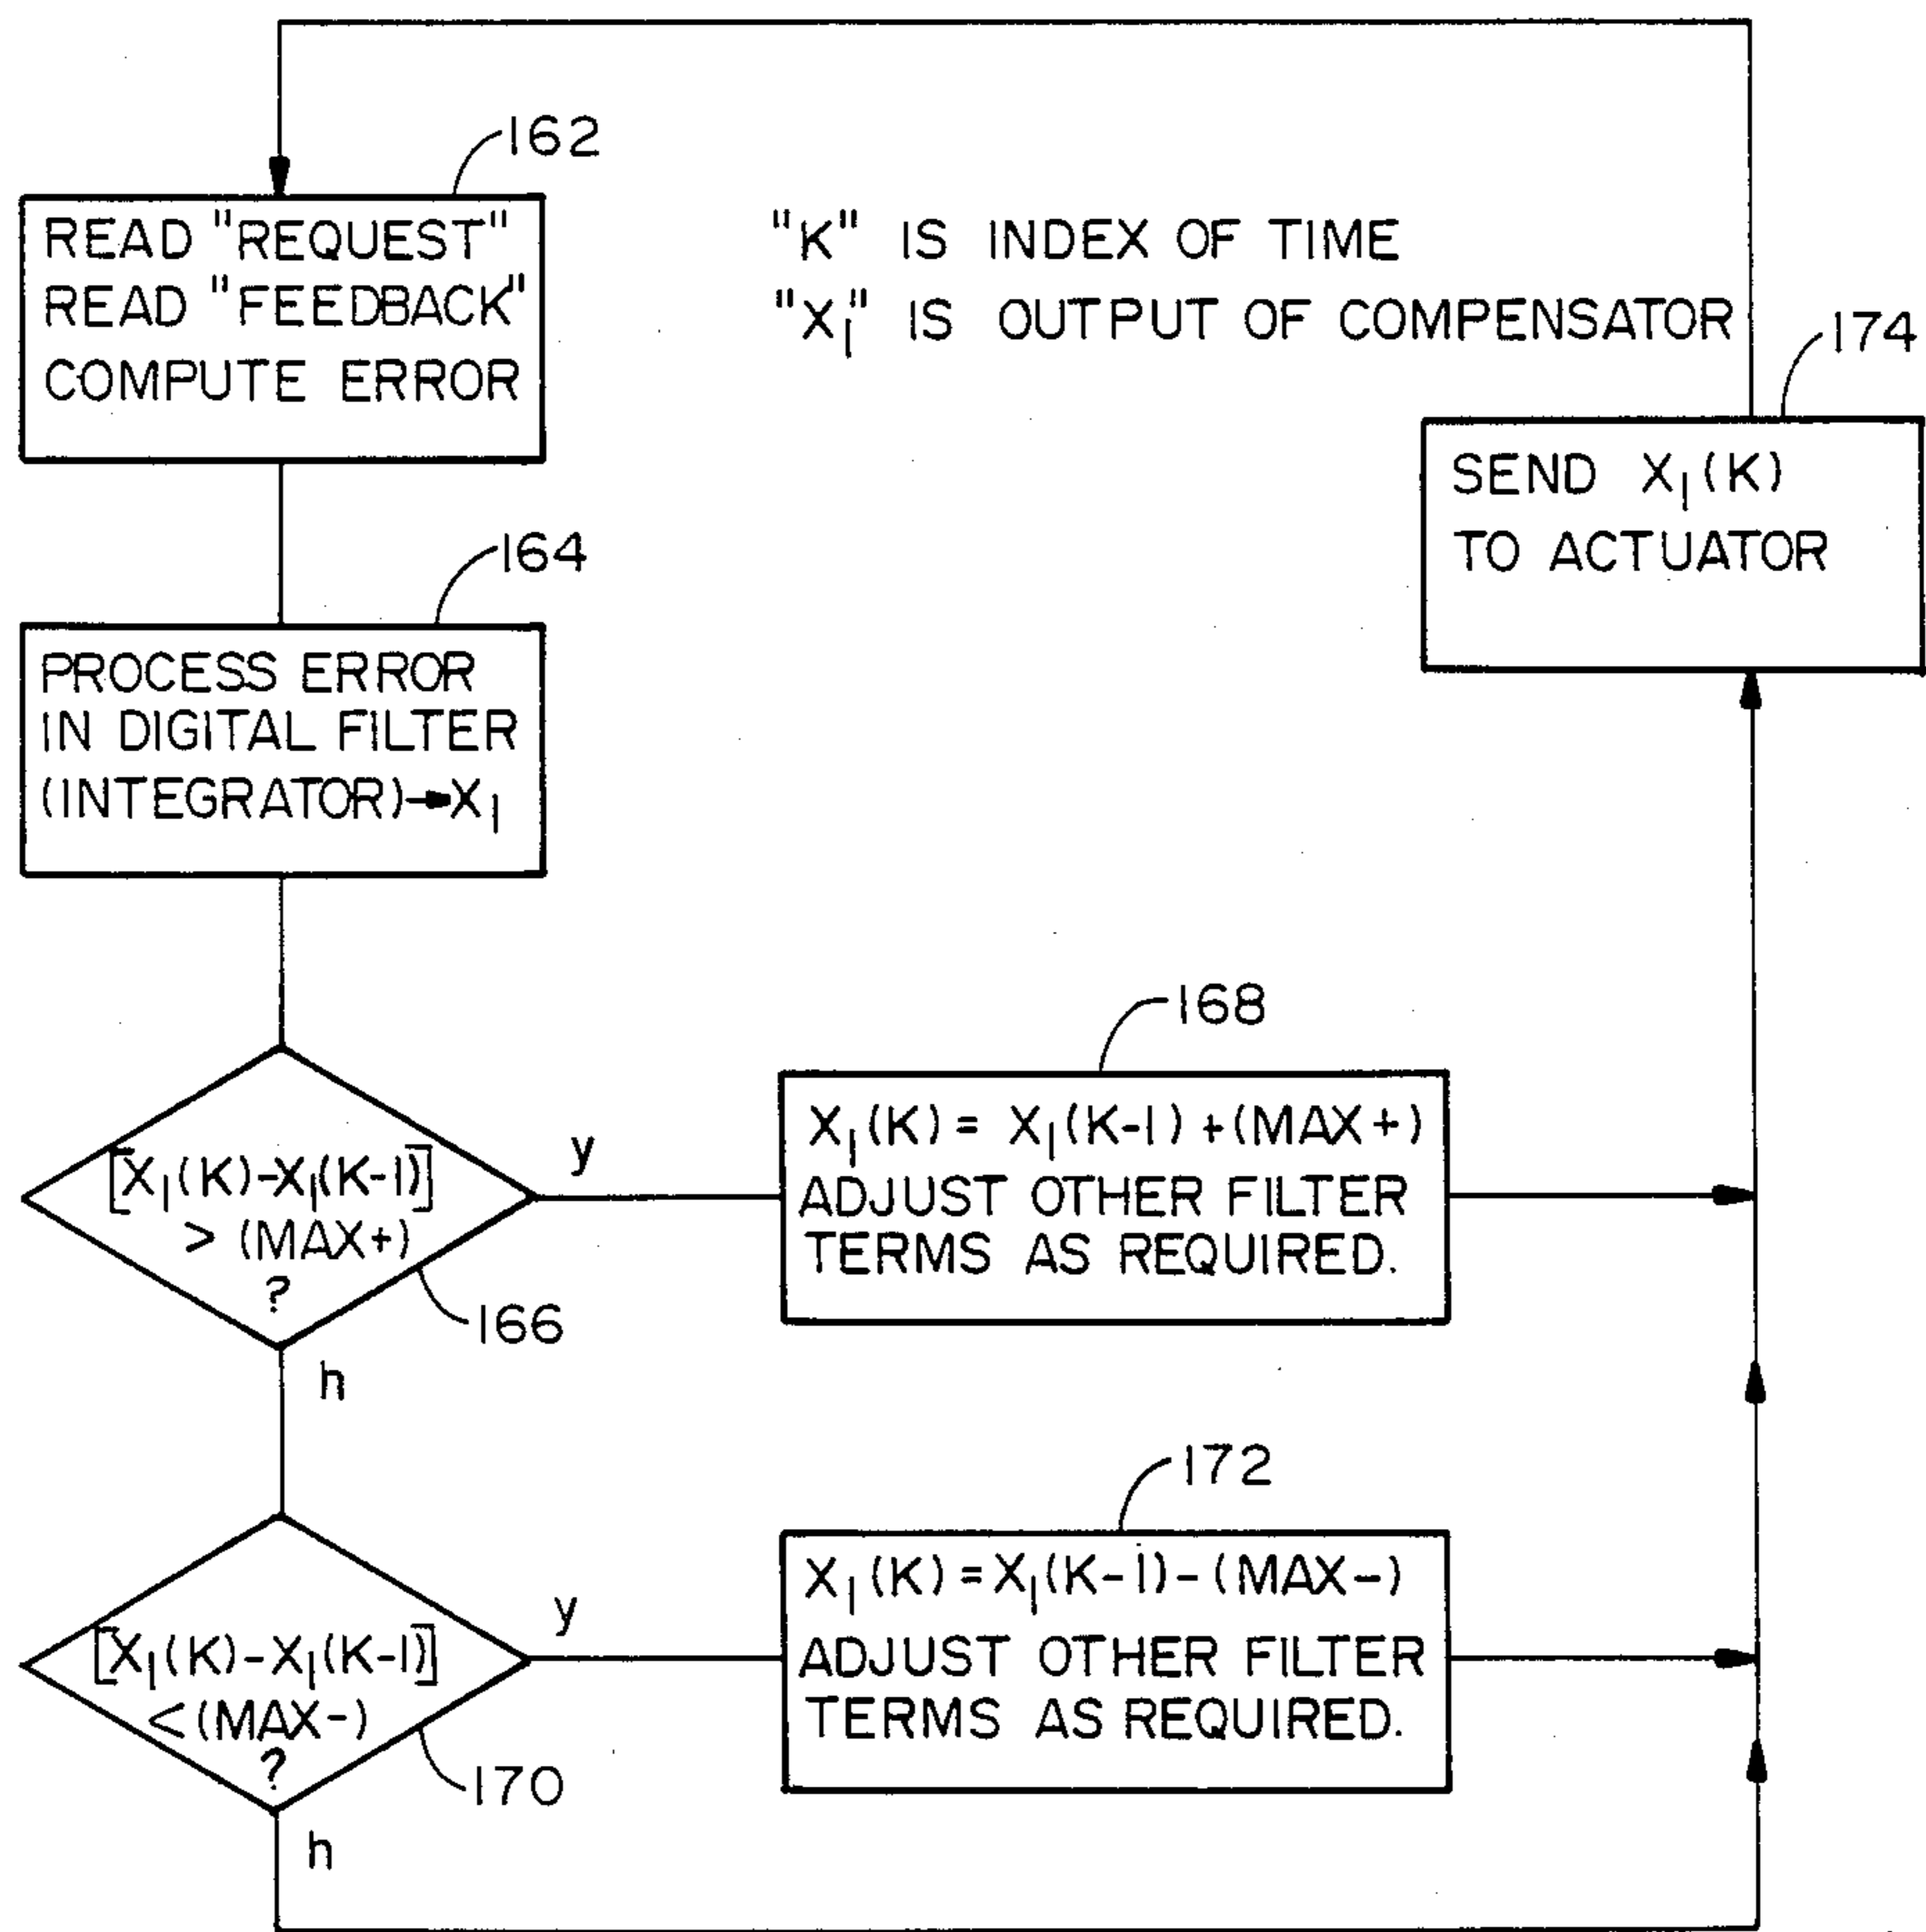 162
READ "REQUEST"
READ "FEEDBACK"
COMPUTE ERROR
"K" IS INDEX OF TIME
"X₁" IS OUTPUT OF COMPENSATOR
174
SEND X₁(K)
TO ACTUATOR
164
PROCESS ERROR
IN DIGITAL FILTER
(INTEGRATOR)→X₁
168
[X₁(K)-X₁(K-1)]
> (MAX+)
?
y
166
h
X₁(K) = X₁(K-1) + (MAX+)
ADJUST OTHER FILTER
TERMS AS REQUIRED.
172
[X₁(K)-X₁(K-1)]
<(MAX-)
?
y
170
h
X₁(K) = X₁(K-1) - (MAX-)
ADJUST OTHER FILTER
TERMS AS REQUIRED.